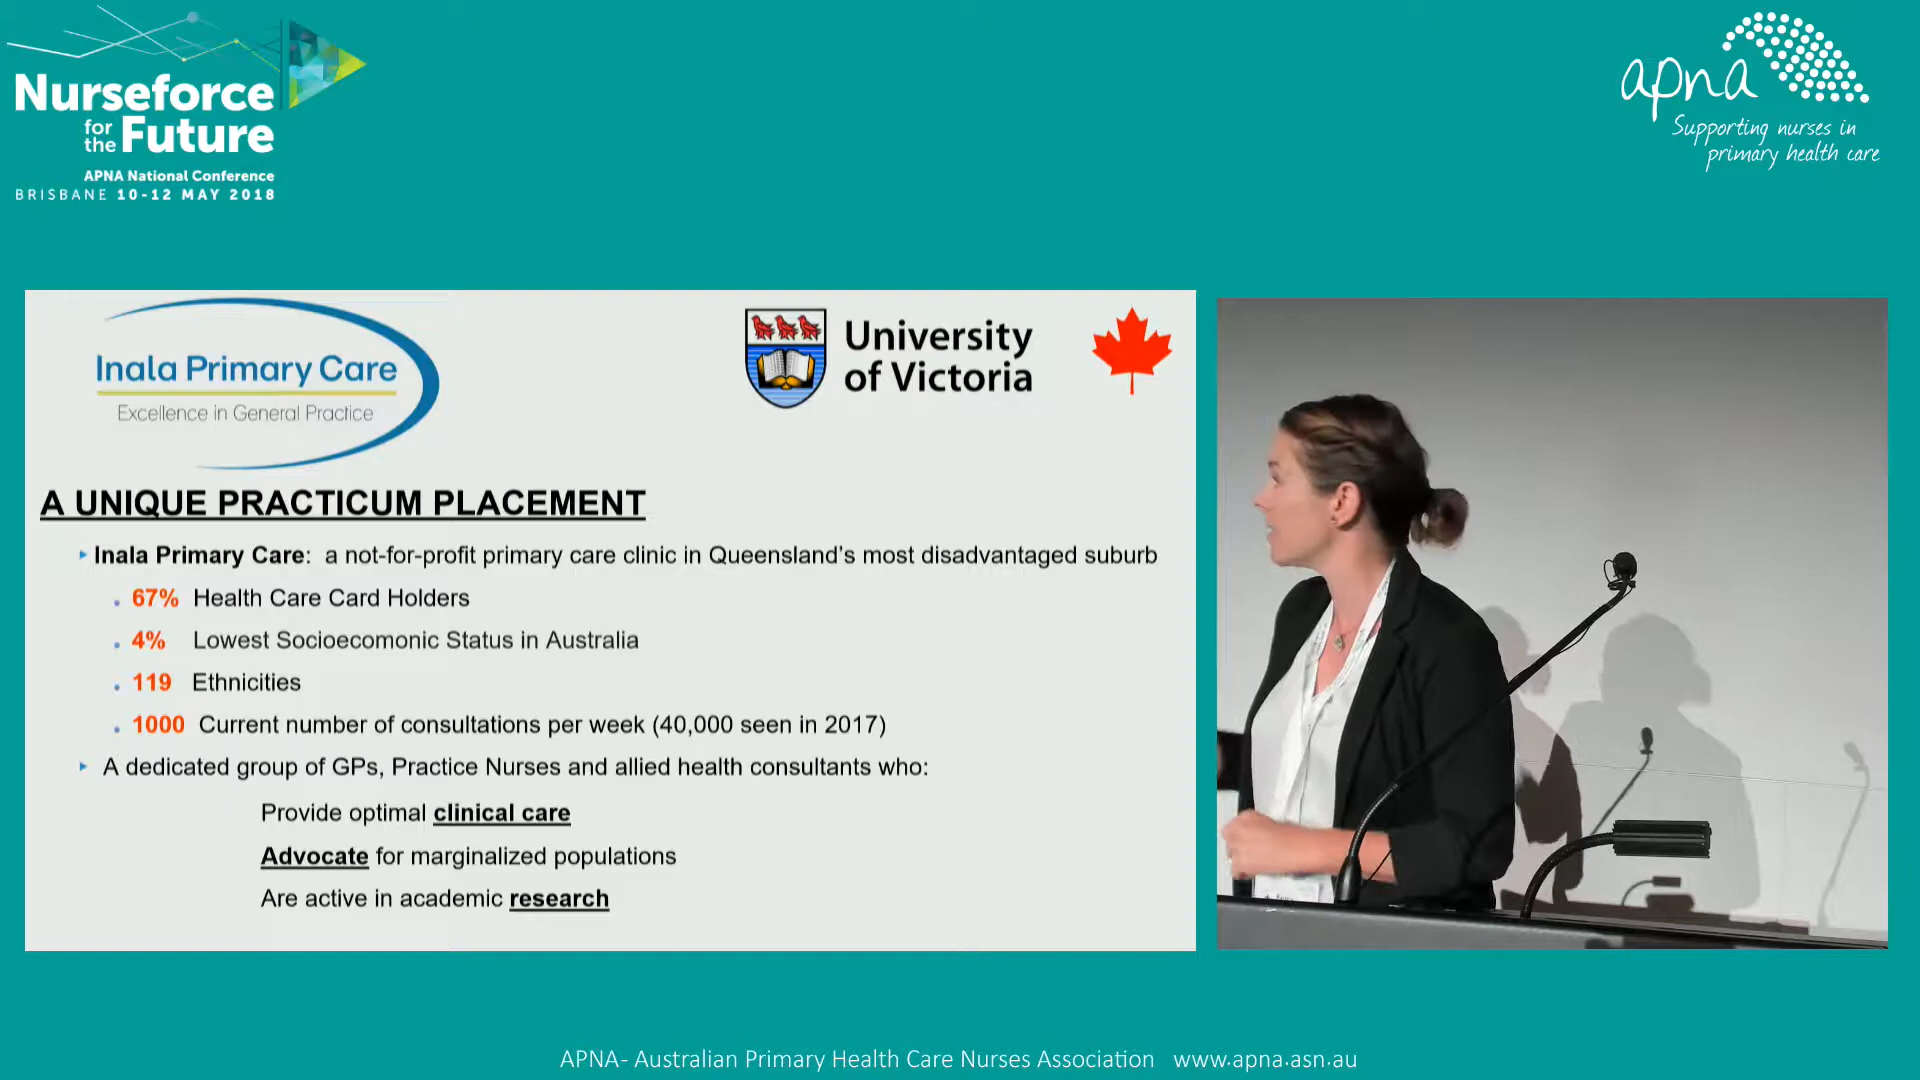 Nurseforce
for the Future
APNA National Conference
BRISBANE 10-12 MAY 2018
apna
Supporting nurses in
primary health care
Inala Primary Care
Excellence in General Practice
University
of Victoria
A UNIQUE PRACTICUM PLACEMENT
Inala Primary Care: a not-for-profit primary care clinic in Queensland's most disadvantaged suburb
67% Health Care Card Holders
4% Lowest Socioecomonic Status in Australia
119 Ethnicities
1000 Current number of consultations per week (40,000 seen in 2017)
A dedicated group of GPs, Practice Nurses and allied health consultants who:
Provide optimal clinical care
Advocate for marginalized populations
Are active in academic research
APNA- Australian Primary Health Care Nurses Association www.apna.asn.au